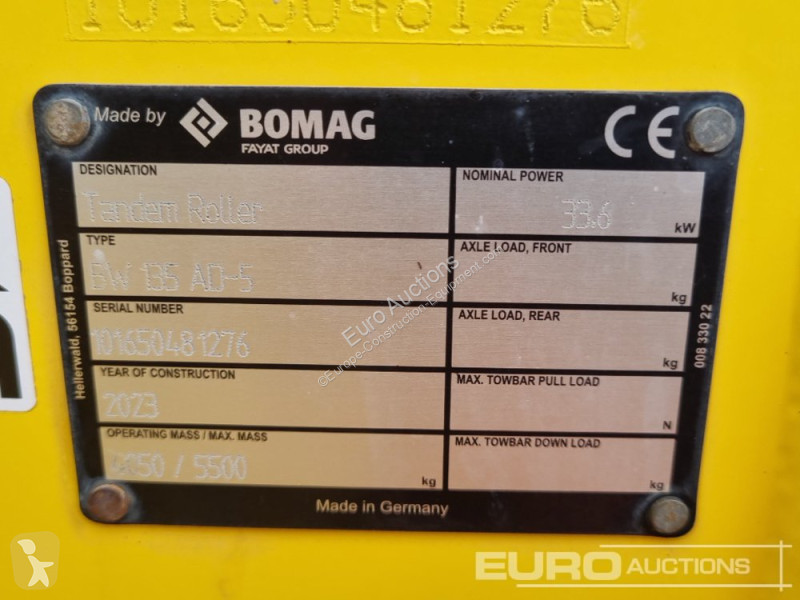 101650481276
Made by BOMAG
FAYAT GROUP
CE
DESIGNATION
Tandem Roller
NOMINAL POWER
33.6 kW
TYPE
BW 135 AD-5
AXLE LOAD, FRONT
kg
SERIAL NUMBER
101650481276
AXLE LOAD, REAR
kg
YEAR OF CONSTRUCTION
2023
MAX. TOWBAR PULL LOAD
N
OPERATING MASS / MAX. MASS
4050 / 5500 kg
MAX. TOWBAR DOWN LOAD
kg
Made in Germany
Hellerwald, 56154 Boppard
008 330 22
Euro Auctions
©Europe-Construction-Equipment.com
EURO AUCTIONS